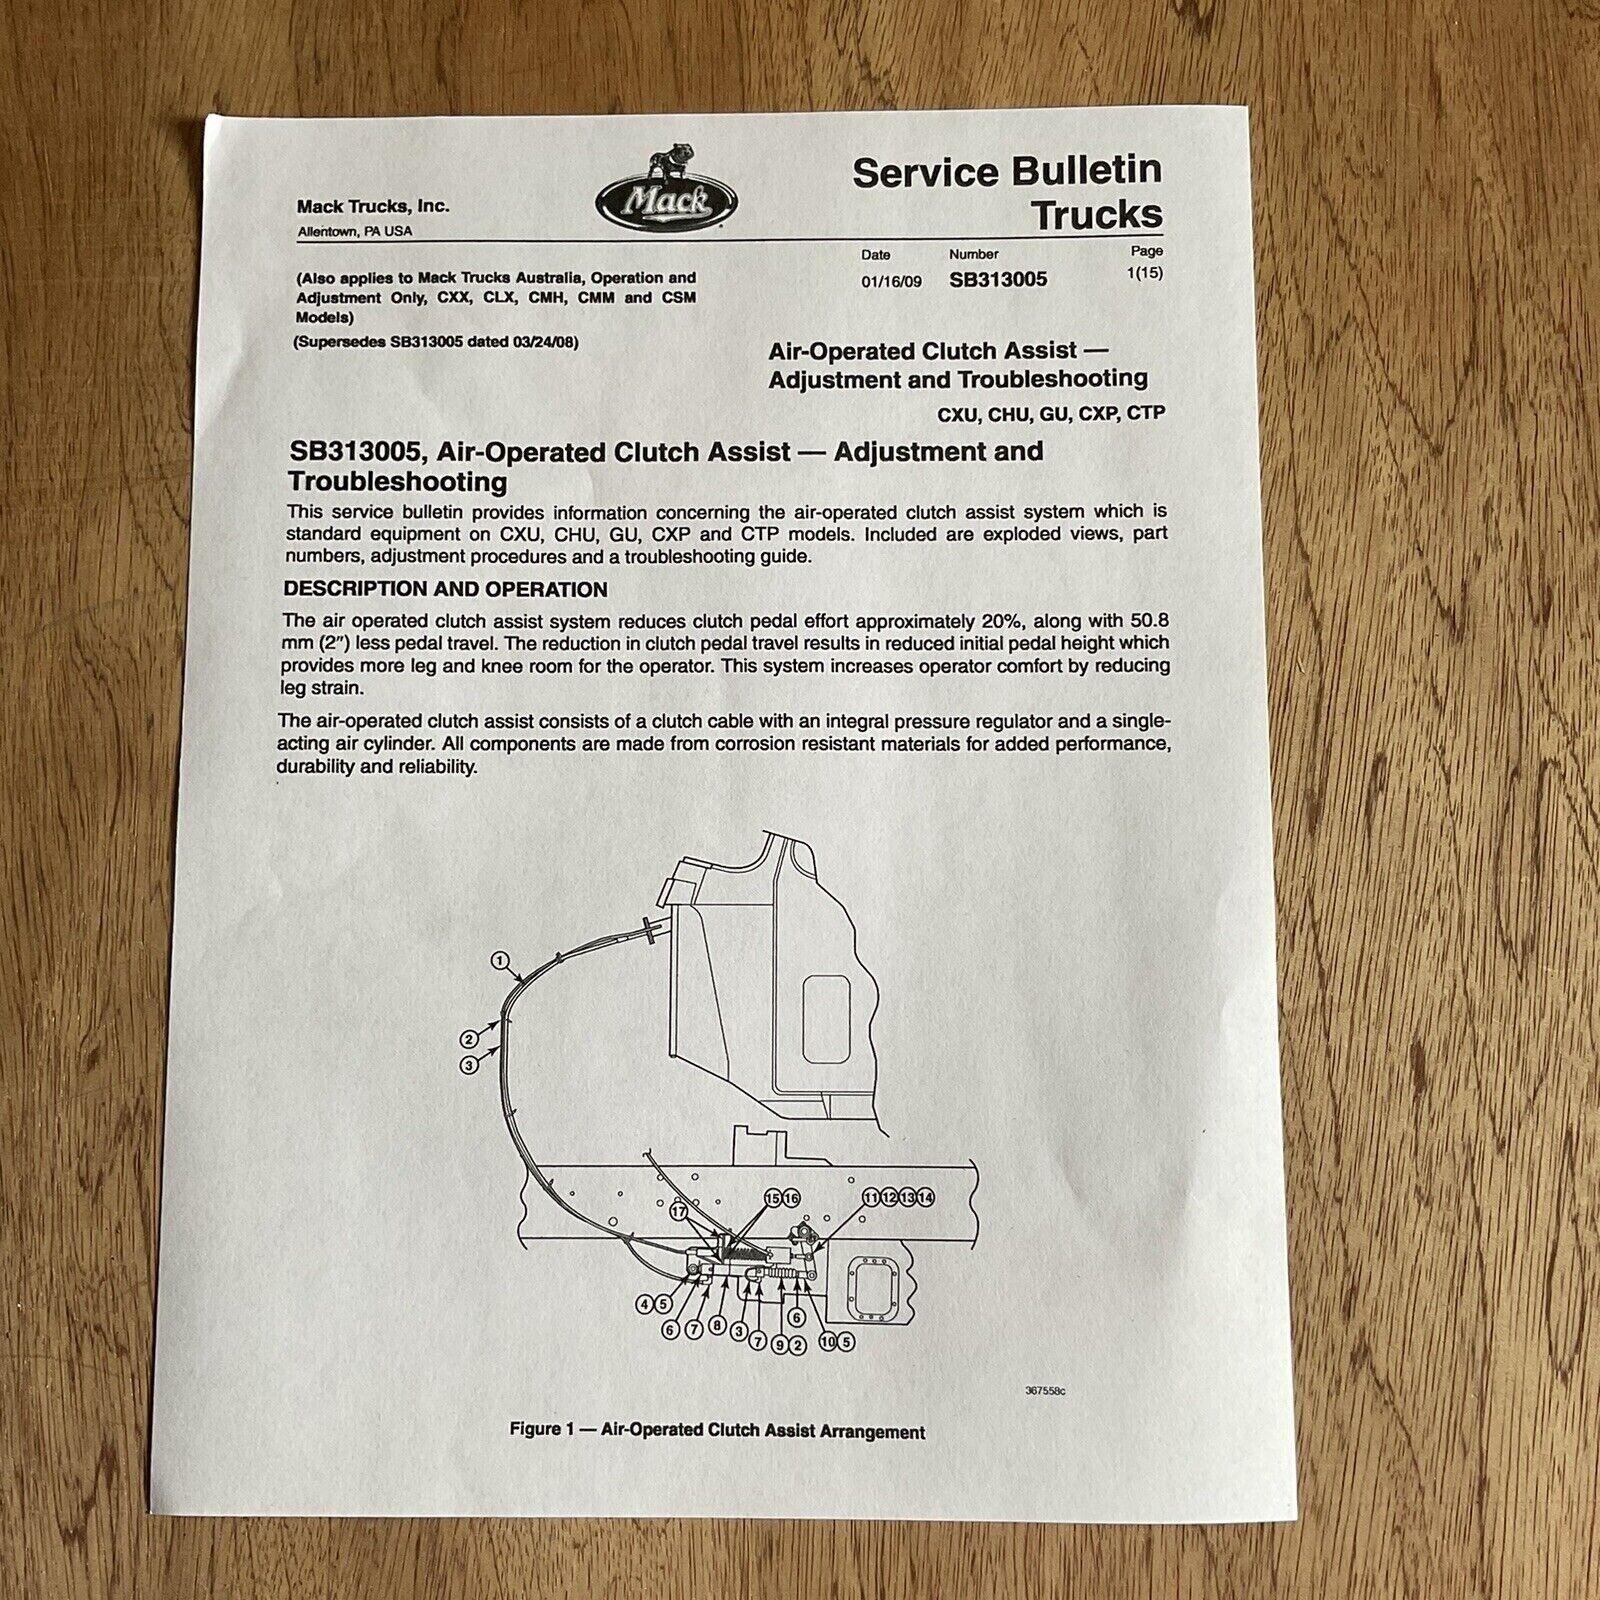 Mack Trucks, Inc.
Allentown, PA USA
Mack
Service Bulletin
Trucks
Date Number Page
01/16/09 SB313005 1(15)
(Also applies to Mack Trucks Australia, Operation and
Adjustment Only, CXX, CLX, CMH, CMM and CSM
Models)
(Supersedes SB313005 dated 03/24/08)
Air-Operated Clutch Assist —
Adjustment and Troubleshooting
CXU, CHU, GU, CXP, CTP
SB313005, Air-Operated Clutch Assist — Adjustment and
Troubleshooting
This service bulletin provides information concerning the air-operated clutch assist system which is
standard equipment on CXU, CHU, GU, CXP and CTP models. Included are exploded views, part
numbers, adjustment procedures and a troubleshooting guide.
DESCRIPTION AND OPERATION
The air operated clutch assist system reduces clutch pedal effort approximately 20%, along with 50.8
mm (2″) less pedal travel. The reduction in clutch pedal travel results in reduced initial pedal height which
provides more leg and knee room for the operator. This system increases operator comfort by reducing
leg strain.
The air-operated clutch assist consists of a clutch cable with an integral pressure regulator and a single-
acting air cylinder. All components are made from corrosion resistant materials for added performance,
durability and reliability.
1
2
3
15 16 11 12 13 14
17
4 5
6 7 8 3 7 9 2 6 10 5
367558c
Figure 1 — Air-Operated Clutch Assist Arrangement